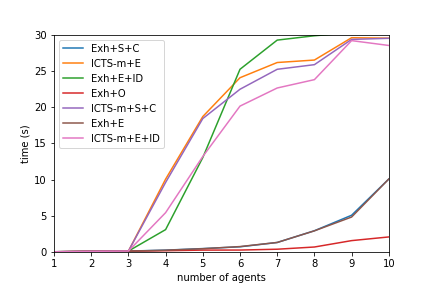 30
25
20
15
10
5
0
time (s)
Exh+S+C
ICTS-m+E
Exh+E+ID
Exh+O
ICTS-m+S+C
Exh+E
ICTS-m+E+ID
1 2 3 4 5 6 7 8 9 10
number of agents